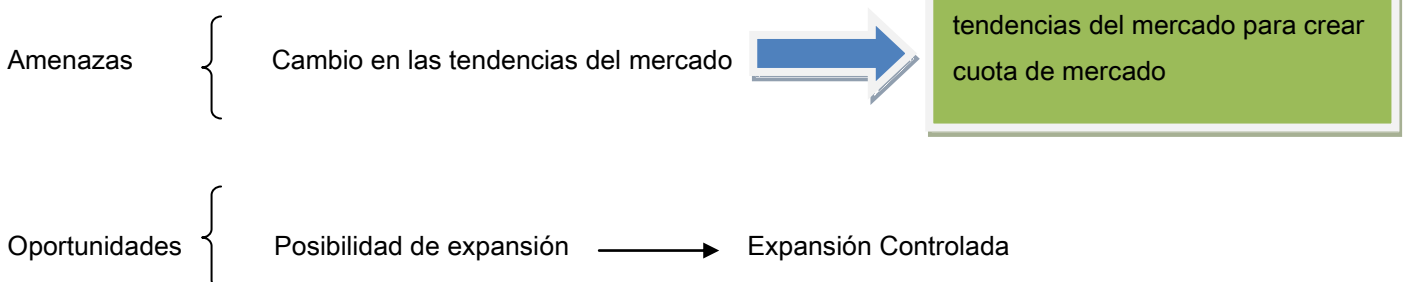 tendencias del mercado para crear
Amenazas Cambio en las tendencias del mercado
cuota de mercado
Oportunidades Posibilidad de expansión Expansión Controlada